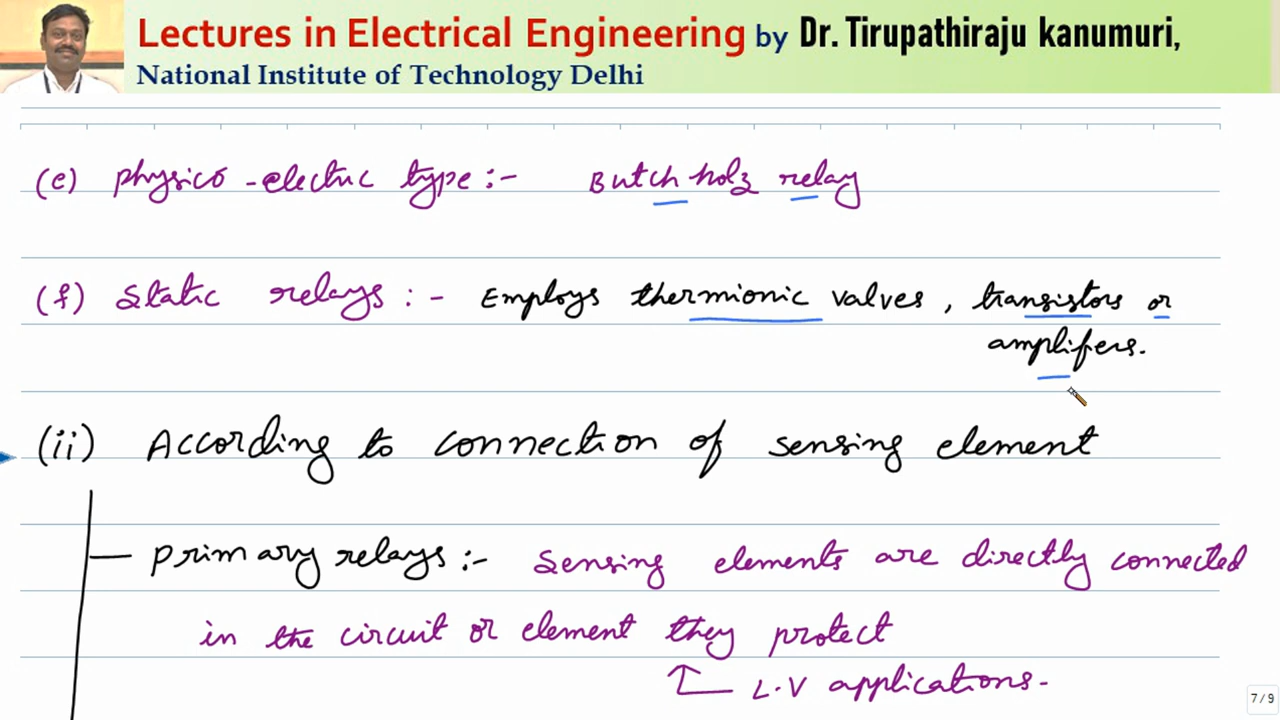 Lectures in Electrical Engineering by Dr. Tirupathiraju kanumuri,
National Institute of Technology Delhi
(e) physico-electric type:- Butchholz relay
(f) Static relays:- Employs thermionic valves, transistors or
amplifers.
(ii) According to connection of sensing element
primary relays:- Sensing elements are directly connected
in the circuit or element they protect
L.V applications.
7/9